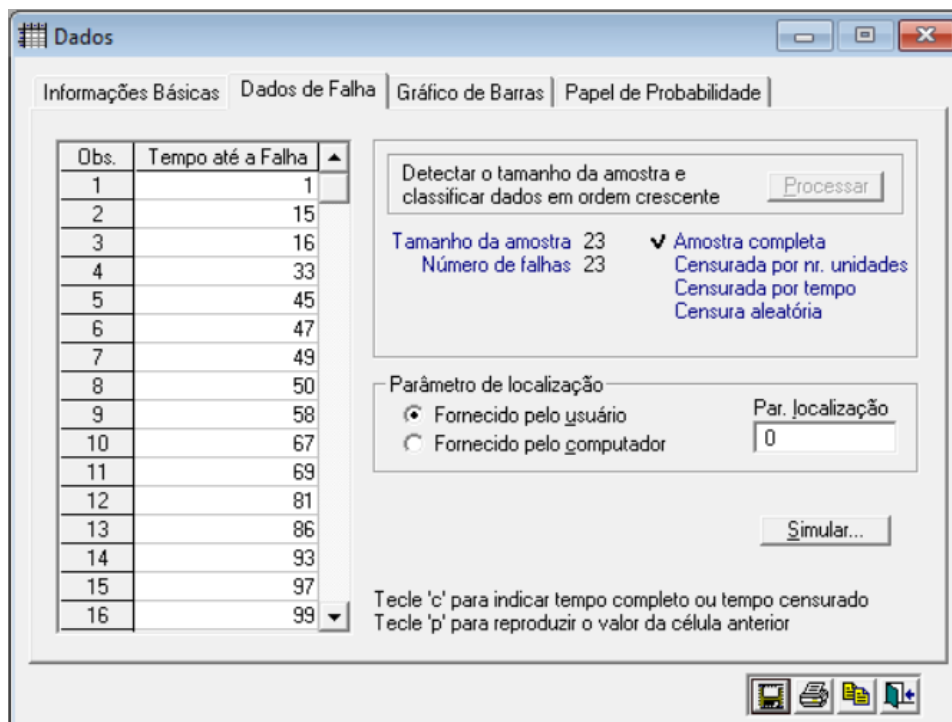 Dados
Informações Básicas Dados de Falha Gráfico de Barras Papel de Probabilidade
Obs. Tempo até a Falha
1 1
2 15
3 16
4 33
5 45
6 47
7 49
8 50
9 58
10 67
11 69
12 81
13 86
14 93
15 97
16 99
Detectar o tamanho da amostra e
classificar dados em ordem crescente
Processar
Tamanho da amostra 23
Número de falhas 23
Amostra completa
Censurada por nr. unidades
Censurada por tempo
Censura aleatória
Parâmetro de localização
Fornecido pelo usuário
Fornecido pelo computador
Par. localização
0
Simular...
Tecle 'c' para indicar tempo completo ou tempo censurado
Tecle 'p' para reproduzir o valor da célula anterior